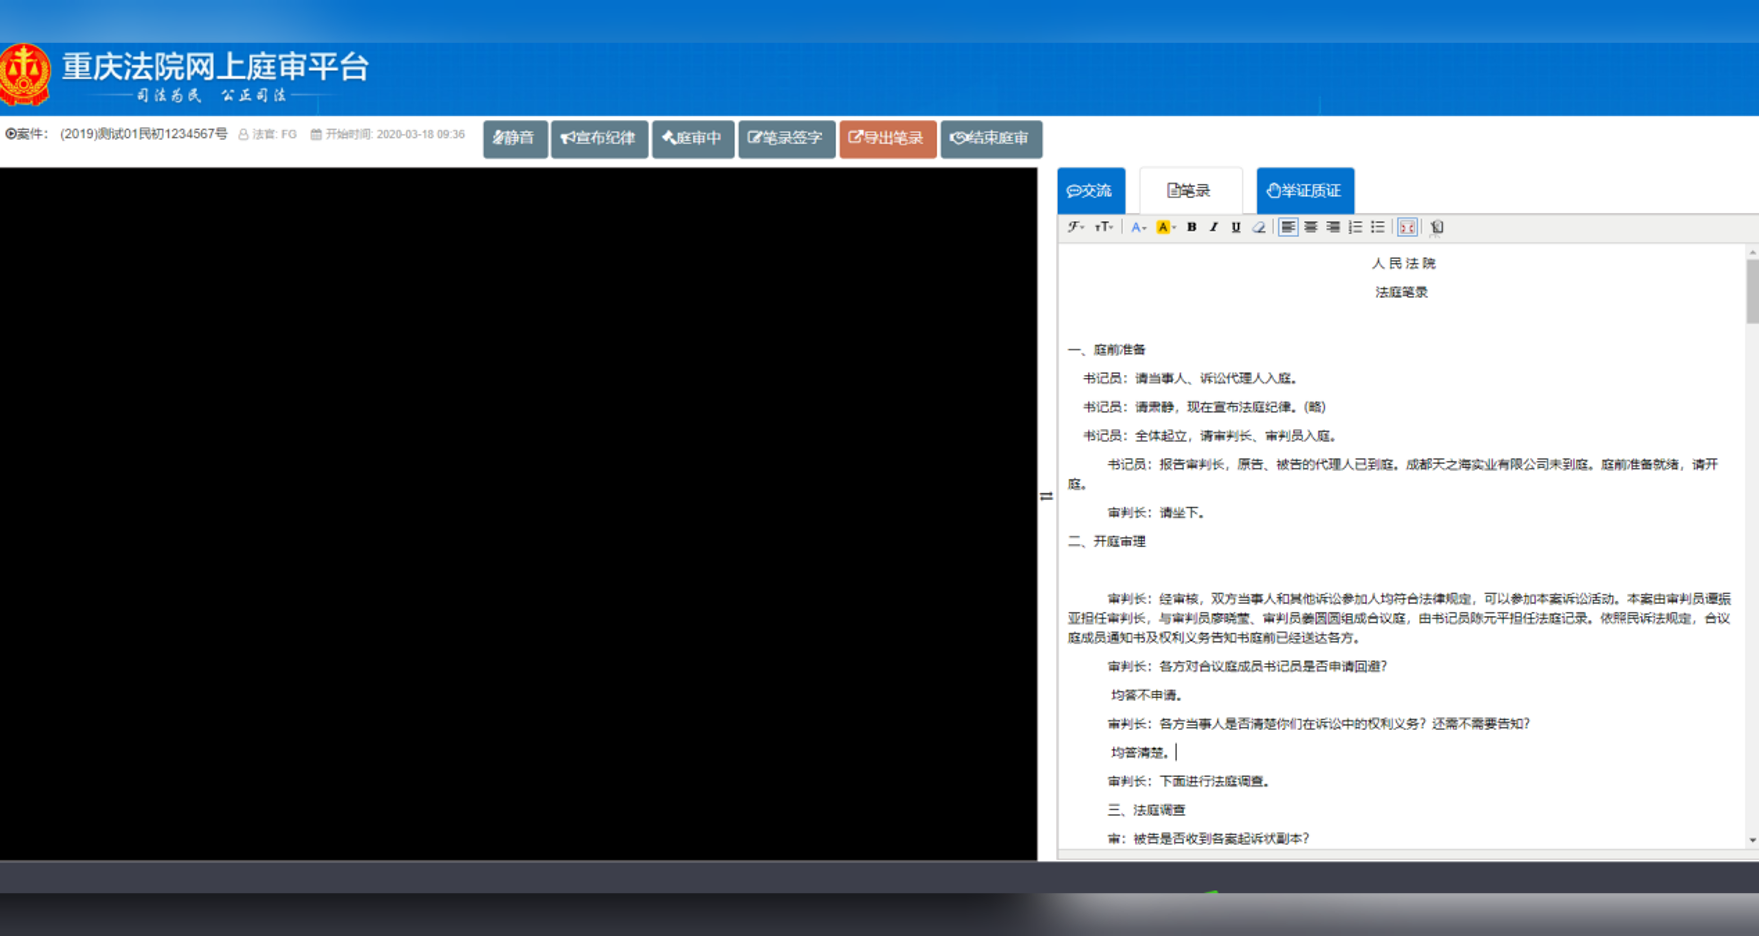 重庆法院网上庭审平台
司法为民 公正司法
案件： (2019)测试01民初1234567号 法官: FG 开始时间: 2020-03-18 09:36
静音 宣布纪律 庭审中 笔录签字 导出笔录 结束庭审
交流 笔录 举证质证
人 民 法 院
法庭笔录
一、庭前准备
书记员：请当事人、诉讼代理人入庭。
书记员：请肃静，现在宣布法庭纪律。(略)
书记员：全体起立，请审判长、审判员入庭。
书记员：报告审判长，原告、被告的代理人已到庭。成都天之海实业有限公司未到庭。庭前准备就绪，请开
庭。
审判长：请坐下。
二、开庭审理
审判长：经审核，双方当事人和其他诉讼参加人均符合法律规定，可以参加本案诉讼活动。本案由审判员谭振
亚担任审判长，与审判员廖晓莹、审判员姜圆圆组成合议庭，由书记员陈元平担任法庭记录。依照民诉法规定，合议
庭成员通知书及权利义务告知书庭前已经送达各方。
审判长：各方对合议庭成员书记员是否申请回避？
均答不申请。
审判长：各方当事人是否清楚你们在诉讼中的权利义务？还需不需要告知？
均答清楚。
审判长：下面进行法庭调查。
三、法庭调查
审：被告是否收到各案起诉状副本？